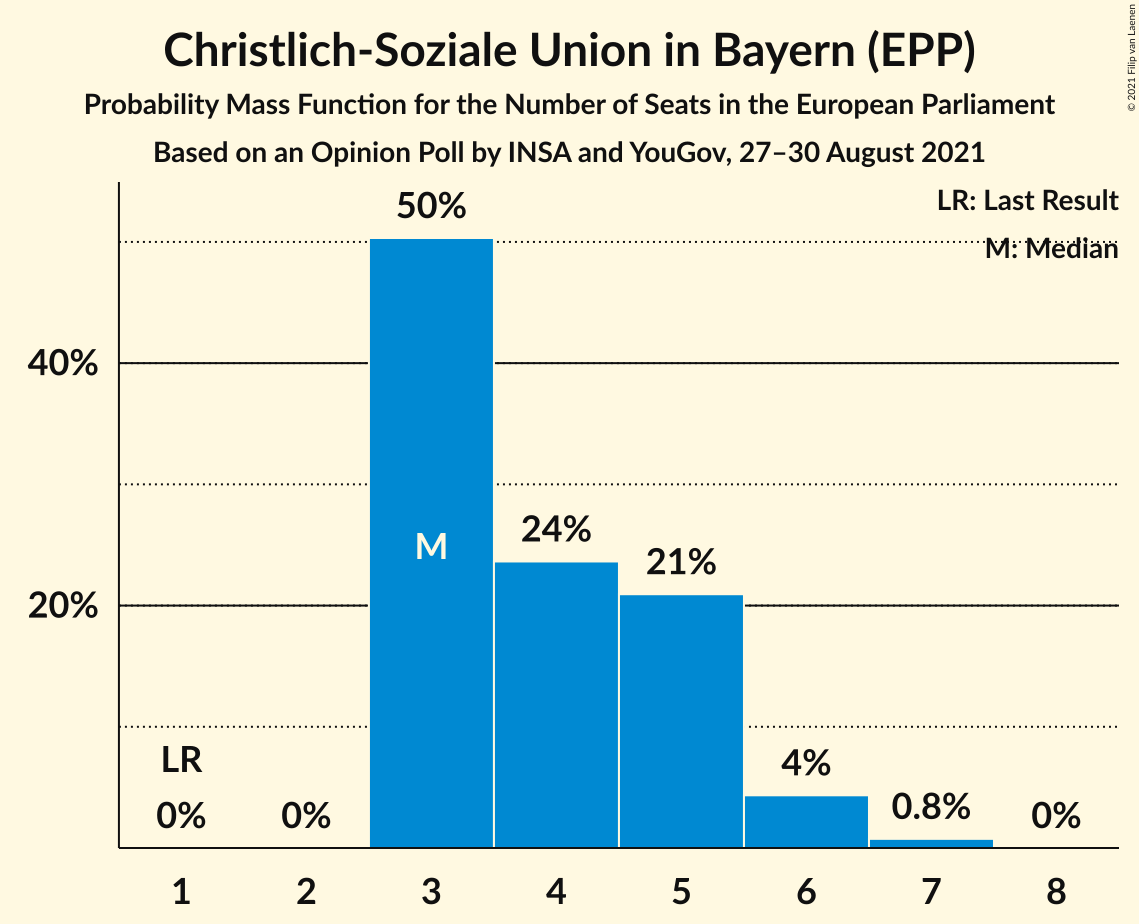 Christlich-Soziale Union in Bayern (EPP)
Probability Mass Function for the Number of Seats in the European Parliament
Based on an Opinion Poll by INSA and YouGov, 27–30 August 2021
© 2021 Filip van Laenen
LR: Last Result
M: Median
50%
40%
M
24%
21%
20%
LR
4%
0.8%
0%
0%
0%
1 2 3 4 5 6 7 8